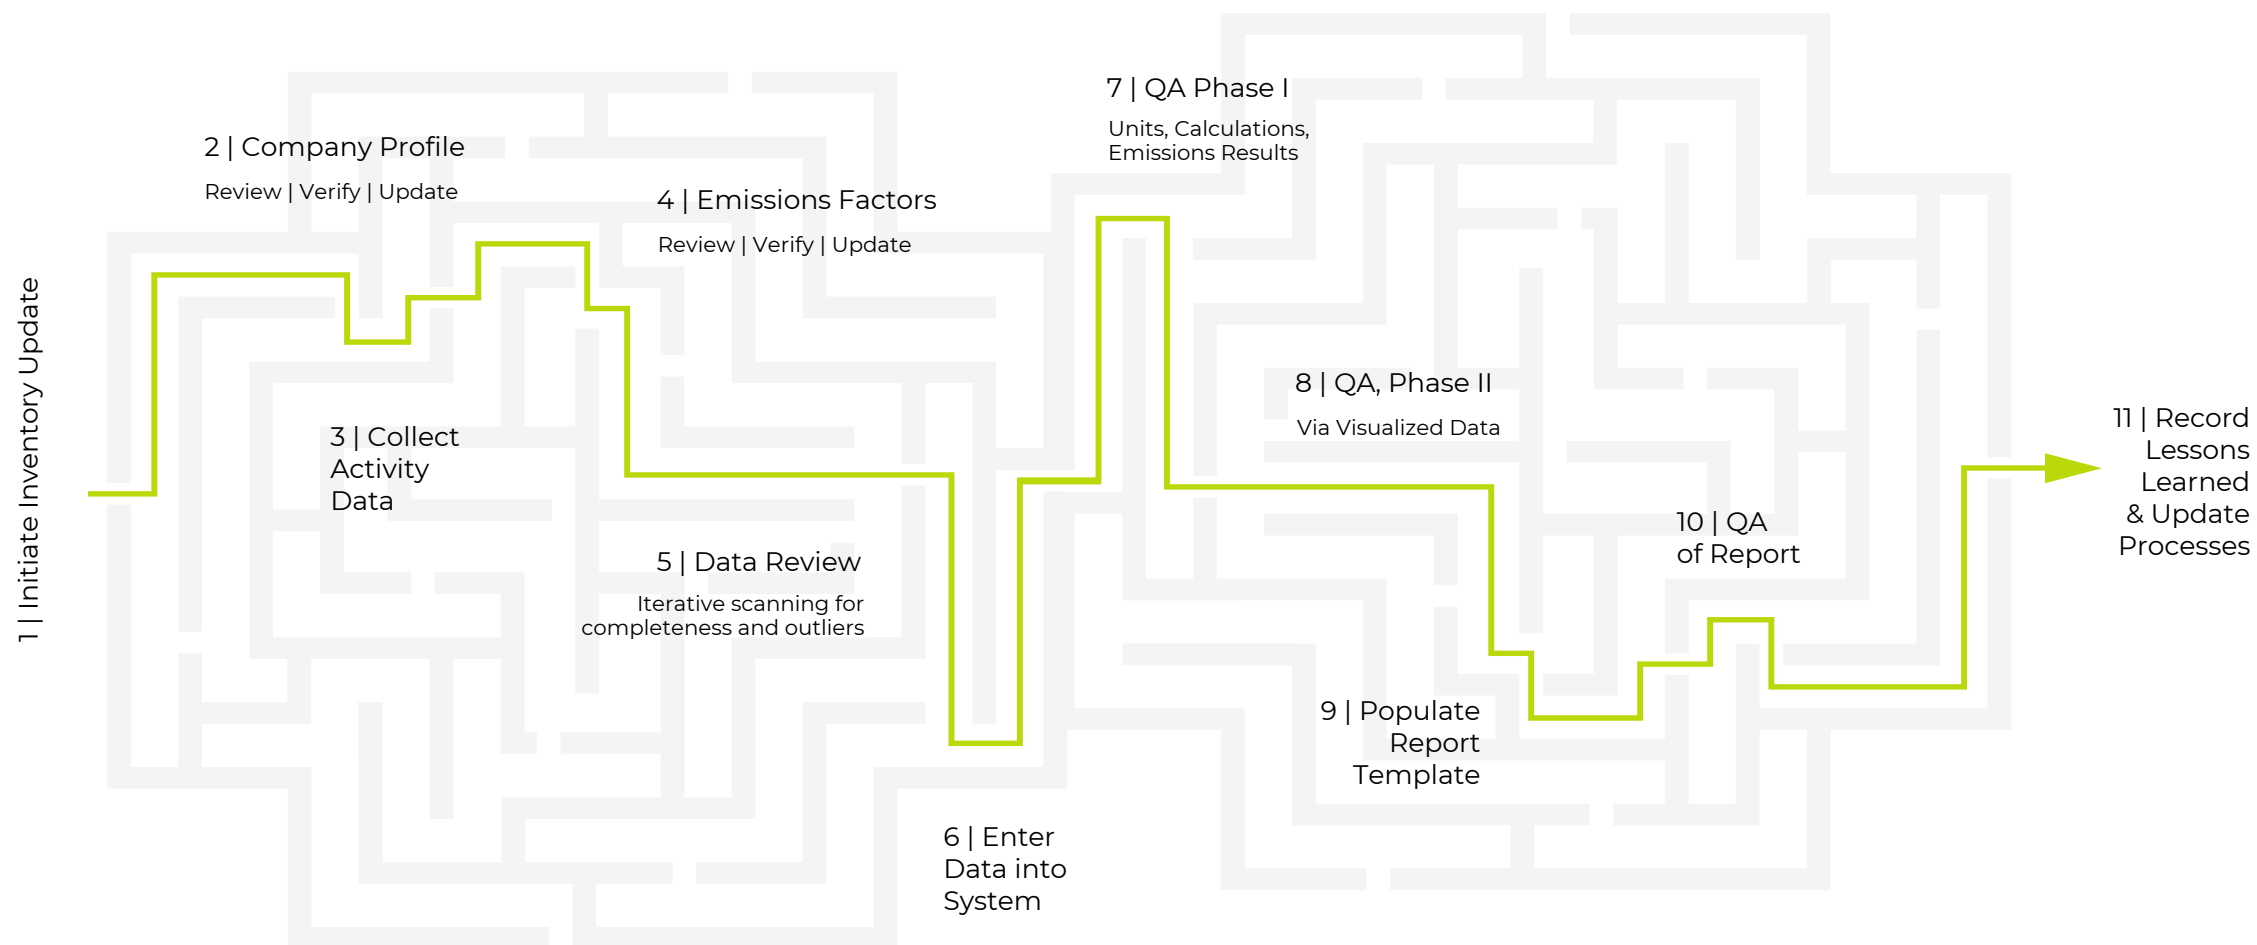 1 | Initiate Inventory Update
2 | Company Profile
Review | Verify | Update
3 | Collect
Activity
Data
4 | Emissions Factors
Review | Verify | Update
5 | Data Review
Iterative scanning for
completeness and outliers
6 | Enter
Data into
System
7 | QA Phase I
Units, Calculations,
Emissions Results
8 | QA, Phase II
Via Visualized Data
9 | Populate
Report
Template
10 | QA
of Report
11 | Record
Lessons
Learned
& Update
Processes